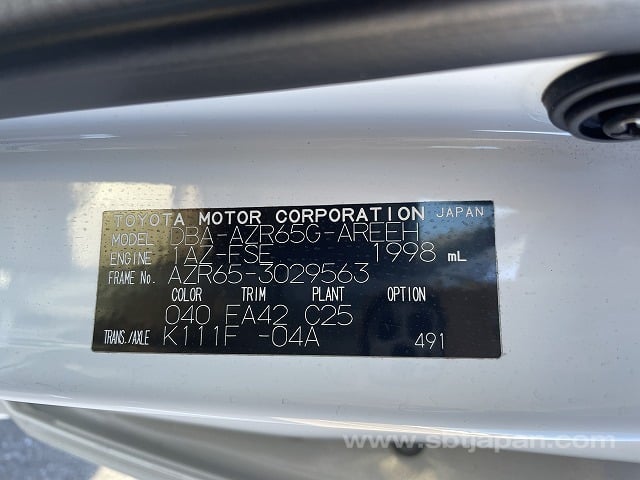 TOYOTA MOTOR CORPORATION JAPAN
MODEL DBA-AZR65G-AREEH
ENGINE 1AZ-FSE 1998 mL
FRAME No. AZR65-3029563
COLOR TRIM PLANT OPTION
040 FA42 C25
TRANS./AXLE K111F -04A 491
www.sbtjapan.com